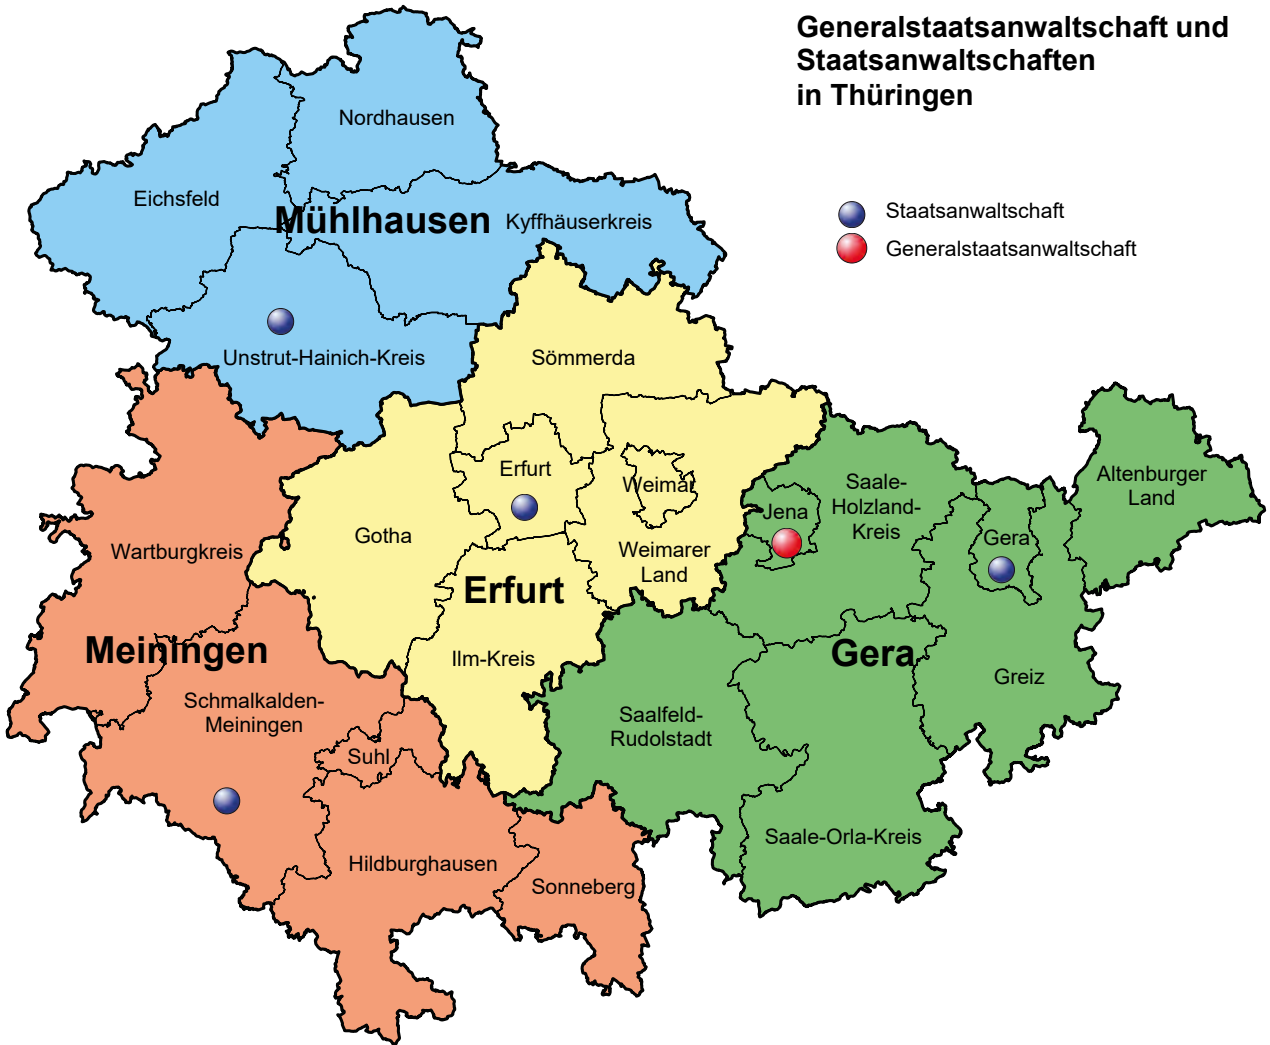 Generalstaatsanwaltschaft und
Staatsanwaltschaften
in Thüringen
Staatsanwaltschaft
Generalstaatsanwaltschaft
Nordhausen
Eichsfeld
Mühlhausen
Kyffhäuserkreis
Unstrut-Hainich-Kreis
Sömmerda
Erfurt
Weimar
Gotha
Weimarer
Land
Erfurt
Ilm-Kreis
Wartburgkreis
Meiningen
Schmalkalden-
Meiningen
Suhl
Hildburghausen
Sonneberg
Altenburger
Land
Saale-
Holzland-
Kreis
Jena
Gera
Gera
Greiz
Saalfeld-
Rudolstadt
Saale-Orla-Kreis